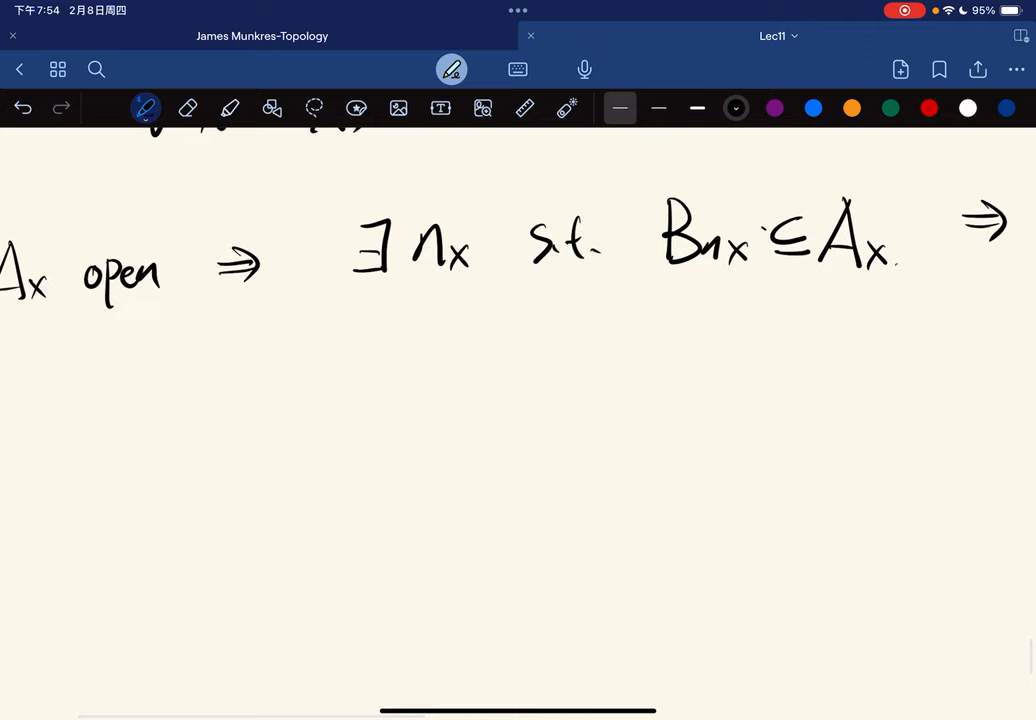 下午7:54 2月8日周四 95%
James Munkres-Topology Lec11
Ax open ⇒ ∃ nx s.t. Bnx ⊆ Ax. ⇒